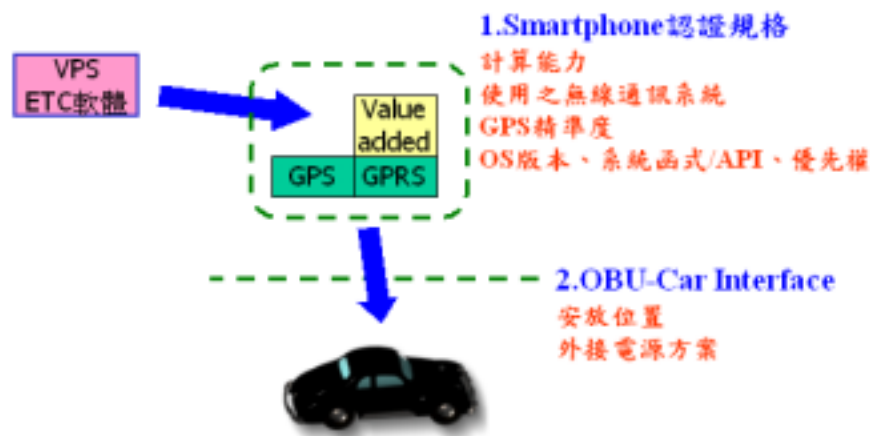 1.Smartphone認證規格
計算能力
使用之無線通訊系統
GPS精準度
OS版本、系統函式/API、優先權
VPS
ETC軟體
Value
added
GPS
GPRS
2.OBU-Car Interface
安放位置
外接電源方案